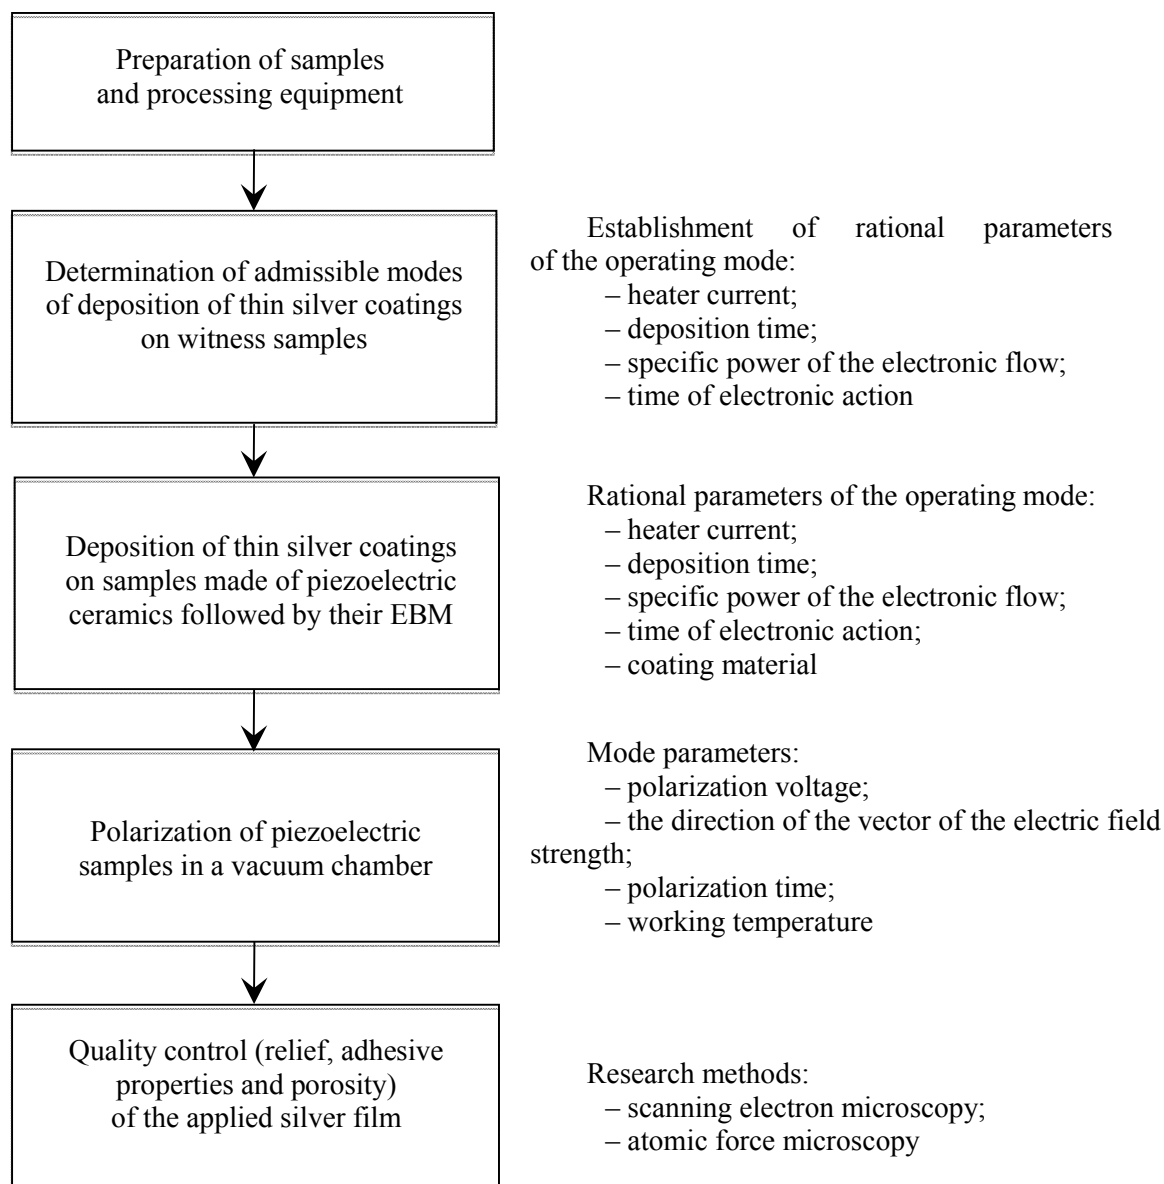 Preparation of samples
and processing equipment
Determination of admissible modes
of deposition of thin silver coatings
on witness samples
Establishment of rational parameters
of the operating mode:
– heater current;
– deposition time;
– specific power of the electronic flow;
– time of electronic action
Deposition of thin silver coatings
on samples made of piezoelectric
ceramics followed by their EBM
Rational parameters of the operating mode:
– heater current;
– deposition time;
– specific power of the electronic flow;
– time of electronic action;
– coating material
Polarization of piezoelectric
samples in a vacuum chamber
Mode parameters:
– polarization voltage;
– the direction of the vector of the electric field
strength;
– polarization time;
– working temperature
Quality control (relief, adhesive
properties and porosity)
of the applied silver film
Research methods:
– scanning electron microscopy;
– atomic force microscopy